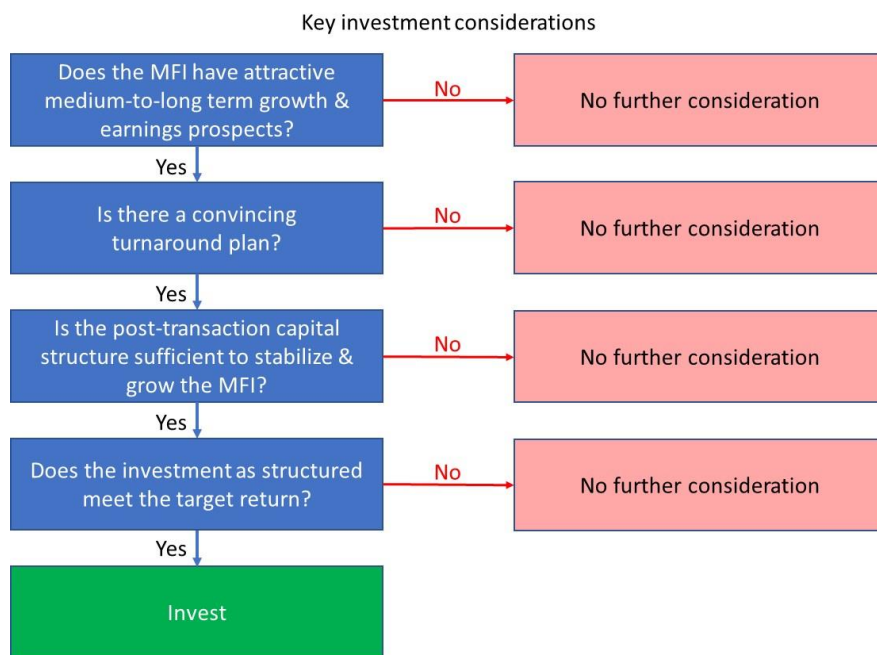 Key investment considerations
Does the MFI have attractive
medium-to-long term growth &
earnings prospects?
No
No further consideration
Yes
Is there a convincing
turnaround plan?
No
No further consideration
Yes
Is the post-transaction capital
structure sufficient to stabilize &
grow the MFI?
No
No further consideration
Yes
Does the investment as structured
meet the target return?
No
No further consideration
Yes
Invest